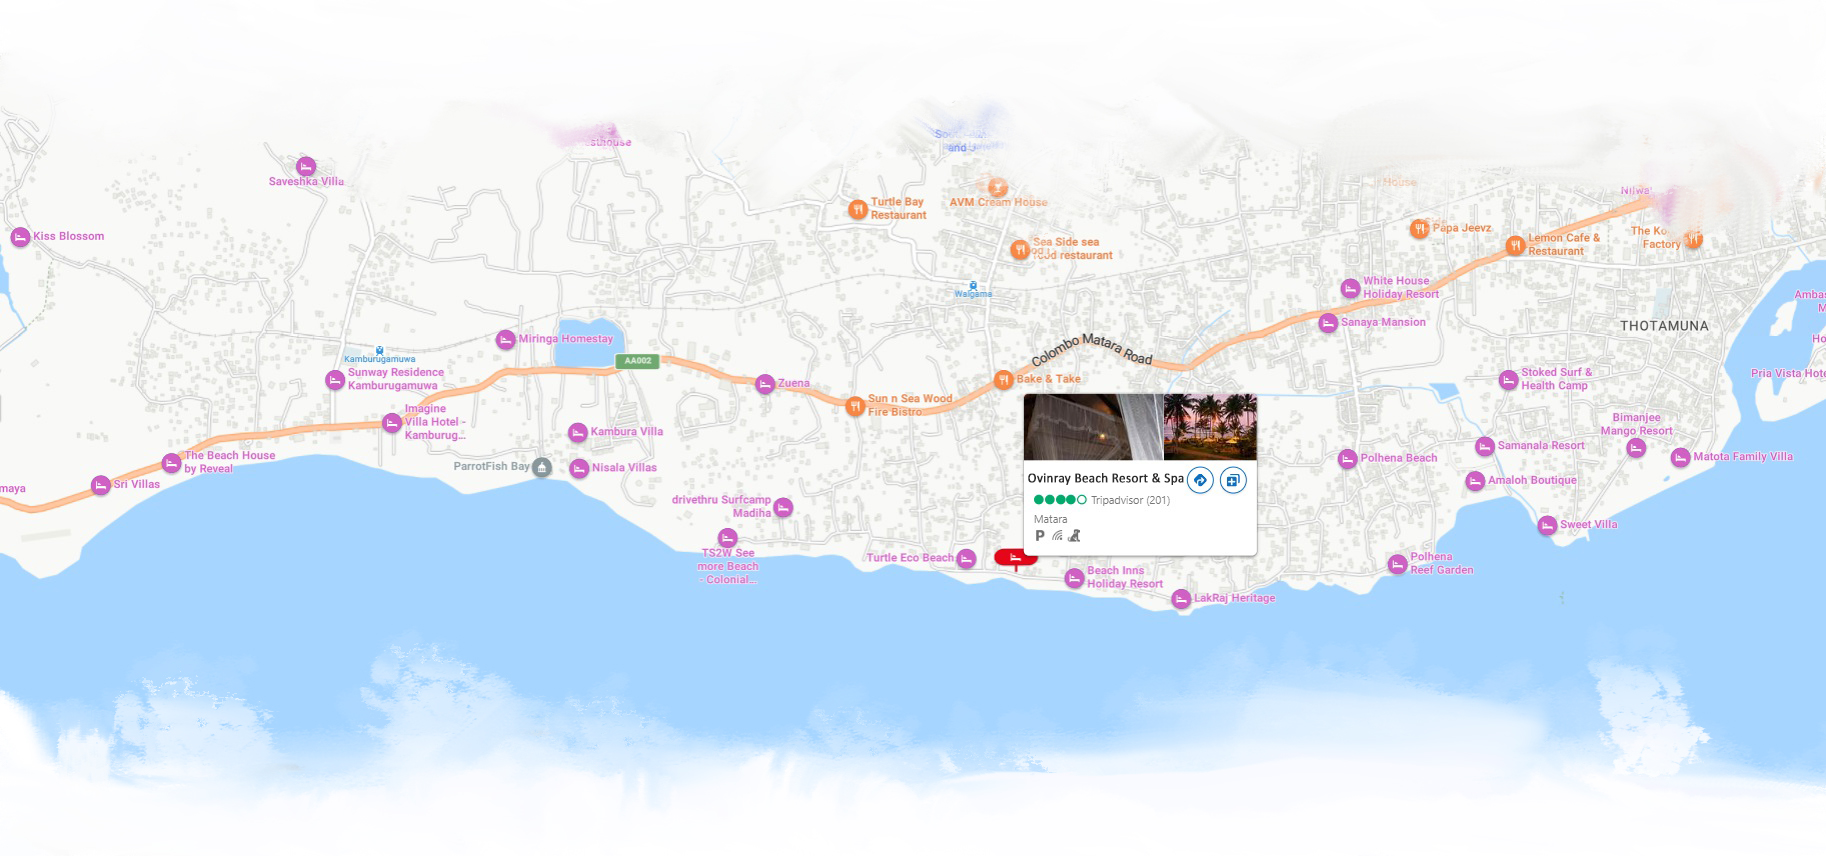 Saveshka Villa
Kiss Blossom
Turtle Bay
Restaurant
AVM Cream House
Sea Side sea
food restaurant
Walgama
House
Papa Jeevz
Lemon Cafe &
Restaurant
Factory
White House
Holiday Resort
Sanaya Mansion
THOTAMUNA
Kamburugamuwa
Miringa Homestay
AA002
Colombo Matara Road
Sunway Residence
Kamburugamuwa
Zuena
Bake & Take
Sun n Sea Wood
Fire Bistro
Imagine
Villa Hotel -
Kamburug...
Kambura Villa
The Beach House
by Reveal
ParrotFish Bay
Nisala Villas
maya
Sri Villas
drivethru Surfcamp
Madiha
TS2W See
more Beach
- Colonial...
Turtle Eco Beach
Ovinray Beach Resort & Spa
Tripadvisor (201)
Matara
P
Beach Inns
Holiday Resort
LakRaj Heritage
Polhena
Reef Garden
Polhena Beach
Stoked Surf &
Health Camp
Samanala Resort
Amaloh Boutique
Sweet Villa
Bimanjee
Mango Resort
Matota Family Villa
Pria Vista Hote